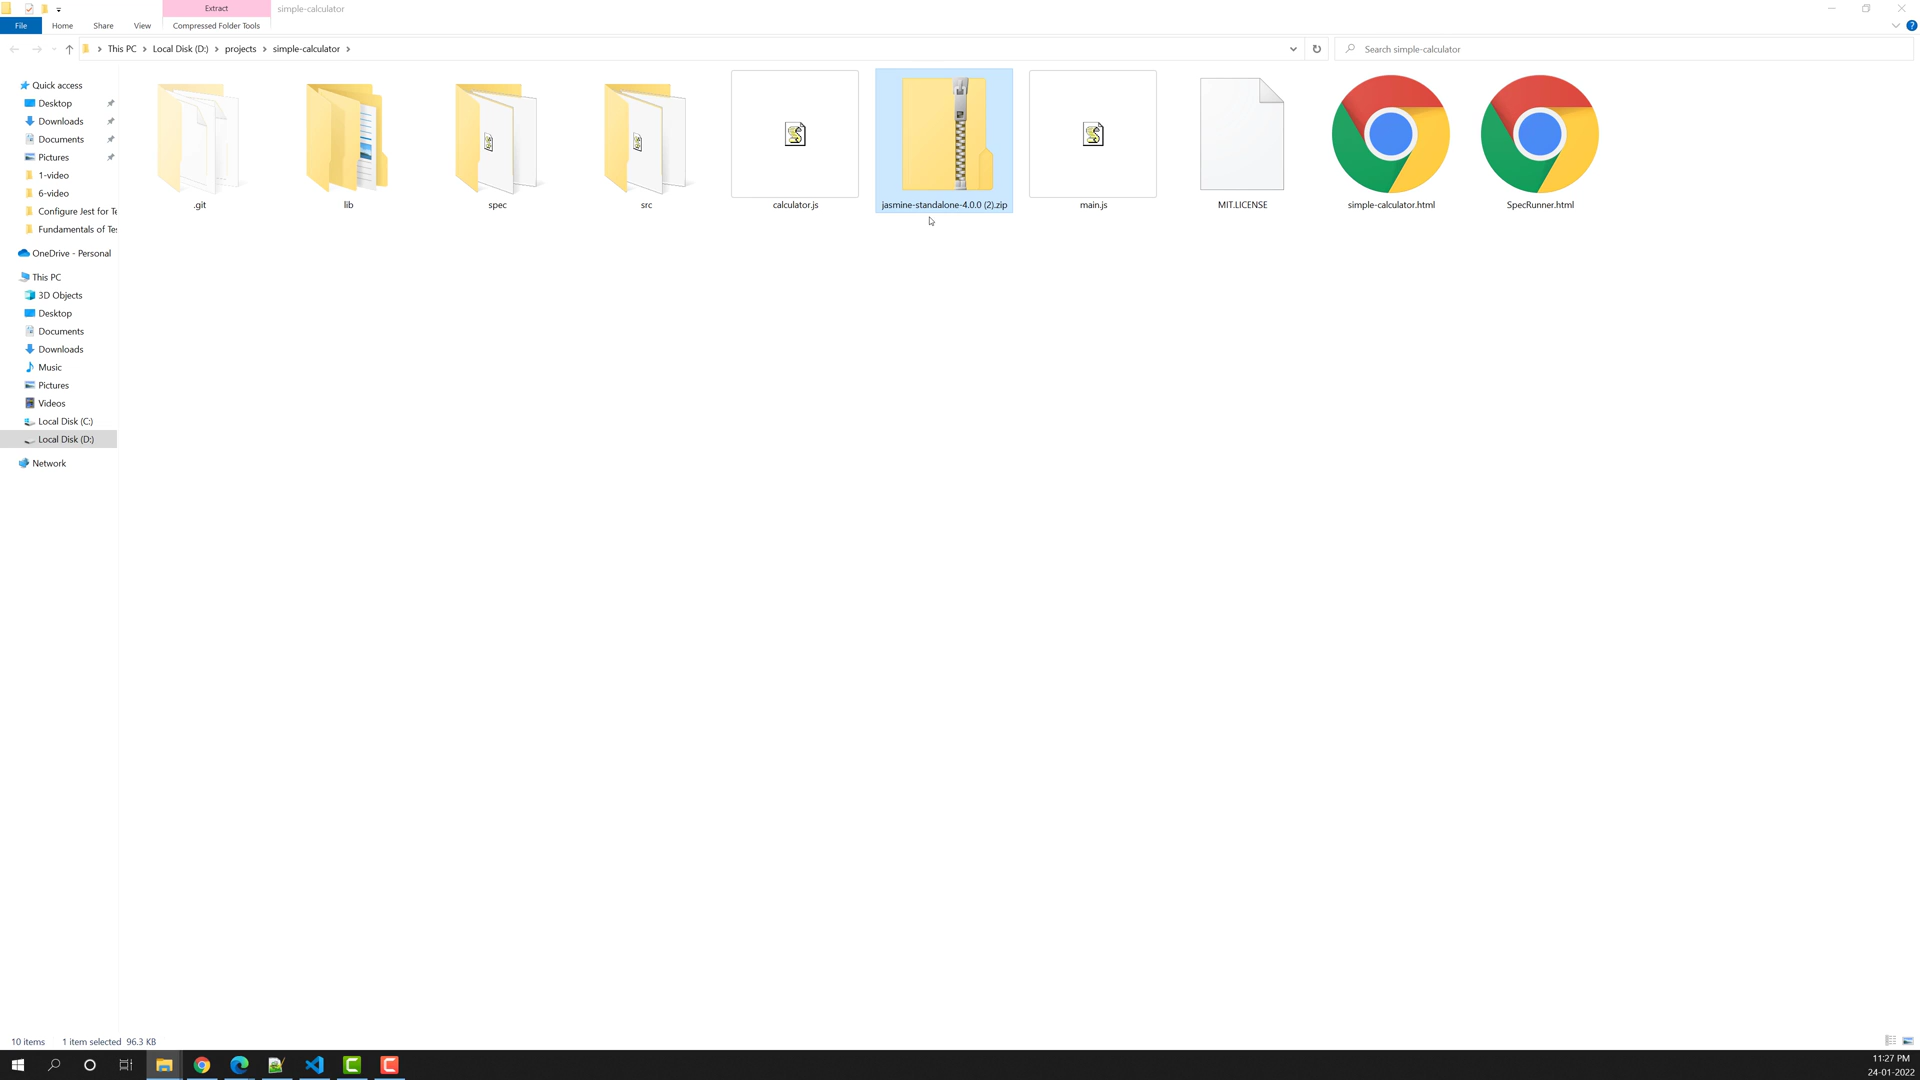 Extract
simple-calculator
File
Home
Share
View
Compressed Folder Tools
This PC
Local Disk (D:)
projects
simple-calculator
Search simple-calculator
Quick access
Desktop
Downloads
Documents
Pictures
1-video
6-video
Configure Jest for Te
Fundamentals of Tes
OneDrive - Personal
This PC
3D Objects
Desktop
Documents
Downloads
Music
Pictures
Videos
Local Disk (C:)
Local Disk (D:)
Network
.git
lib
spec
src
calculator.js
jasmine-standalone-4.0.0 (2).zip
main.js
MIT.LICENSE
simple-calculator.html
SpecRunner.html
10 items
1 item selected 96.3 KB
11:27 PM
24-01-2022